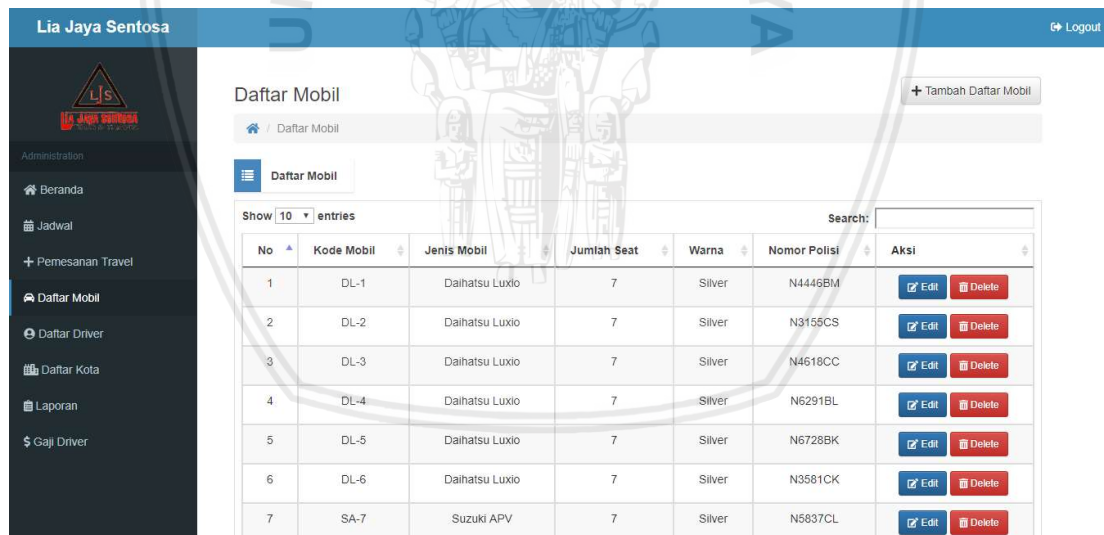 Lia Jaya Sentosa
Logout
LJS
LIA JAYA SENTOSA
Administration
Beranda
Jadwal
+ Pemesanan Travel
Daftar Mobil
Daftar Driver
Daftar Kota
Laporan
$ Gaji Driver
Daftar Mobil
+ Tambah Daftar Mobil
/ Daftar Mobil
Daftar Mobil
Show 10 entries
Search:
No Kode Mobil Jenis Mobil Jumlah Seat Warna Nomor Polisi Aksi
1 DL-1 Daihatsu Luxio 7 Silver N4446BM Edit Delete
2 DL-2 Daihatsu Luxio 7 Silver N3155CS Edit Delete
3 DL-3 Daihatsu Luxio 7 Silver N4618CC Edit Delete
4 DL-4 Daihatsu Luxio 7 Silver N6291BL Edit Delete
5 DL-5 Daihatsu Luxio 7 Silver N6728BK Edit Delete
6 DL-6 Daihatsu Luxio 7 Silver N3581CK Edit Delete
7 SA-7 Suzuki APV 7 Silver N5837CL Edit Delete